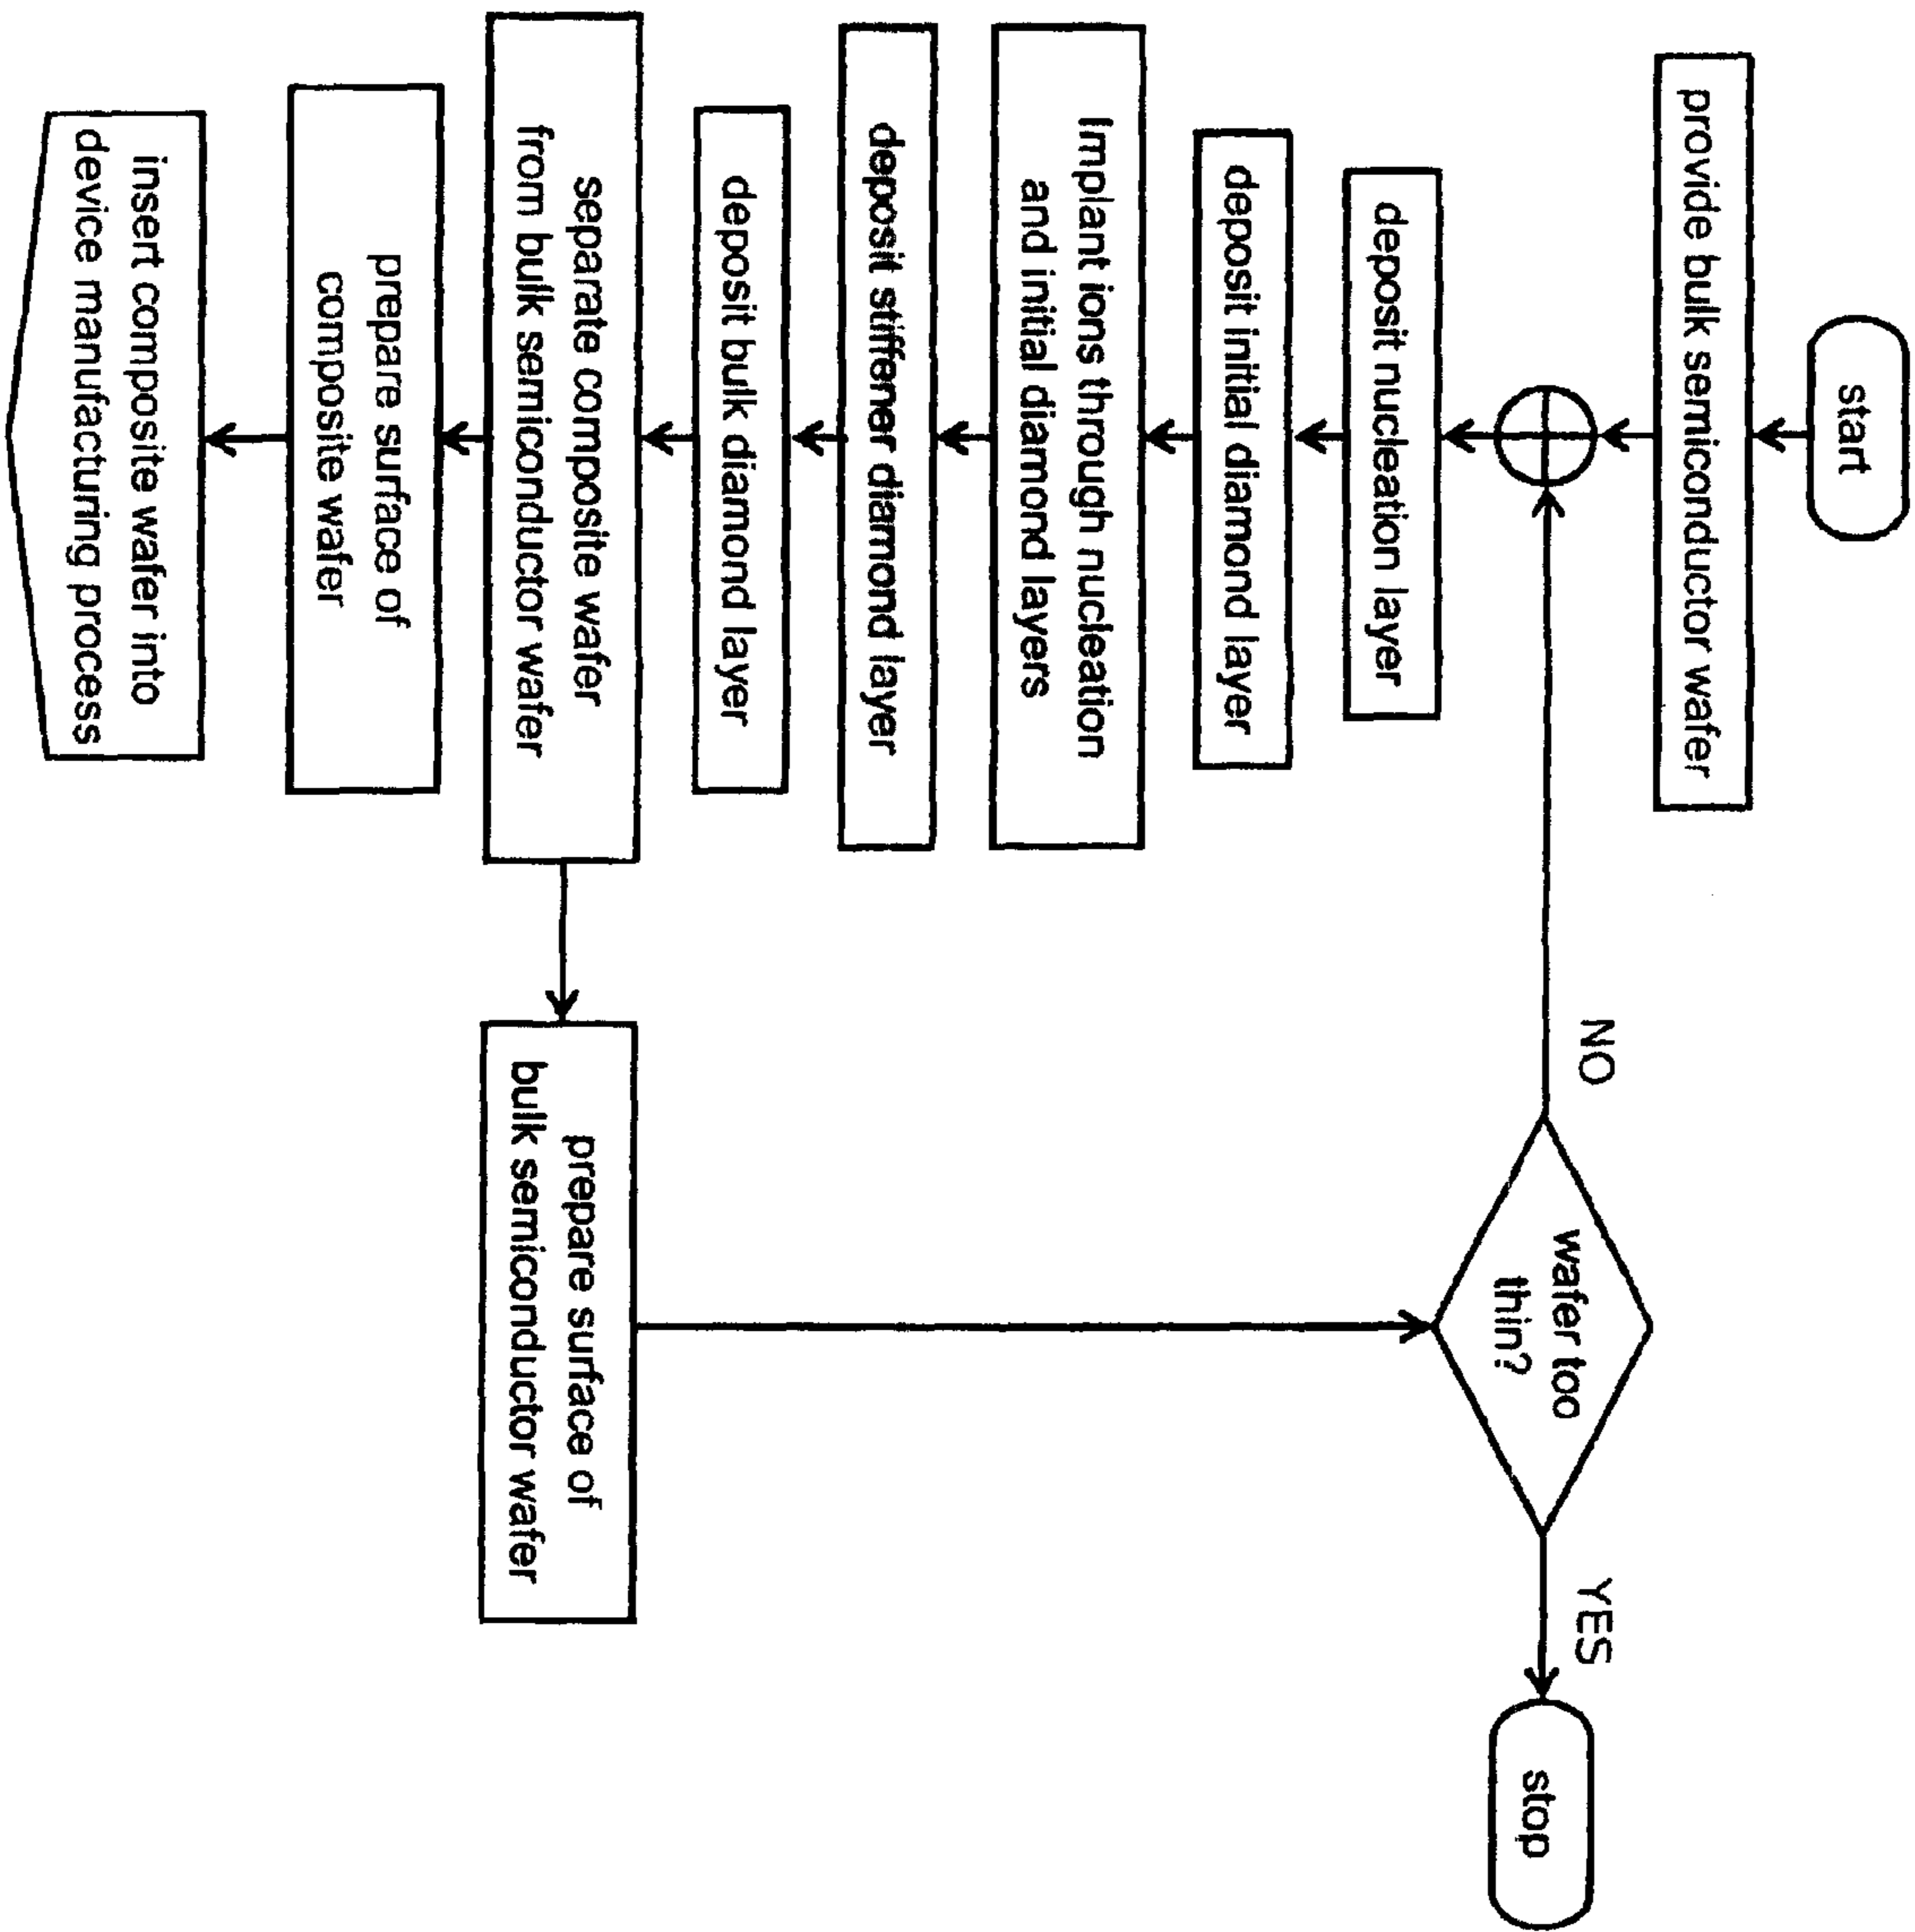 start
provide bulk semiconductor wafer
deposit nucleation layer
deposit initial diamond layer
Implant ions through nucleation
and initial diamond layers
deposit stiffener diamond layer
deposit bulk diamond layer
separate composite wafer
from bulk semiconductor wafer
prepare surface of
composite wafer
insert composite wafer into
device manufacturing process
prepare surface of
bulk semiconductor wafer
wafer too
thin?
NO
YES
stop